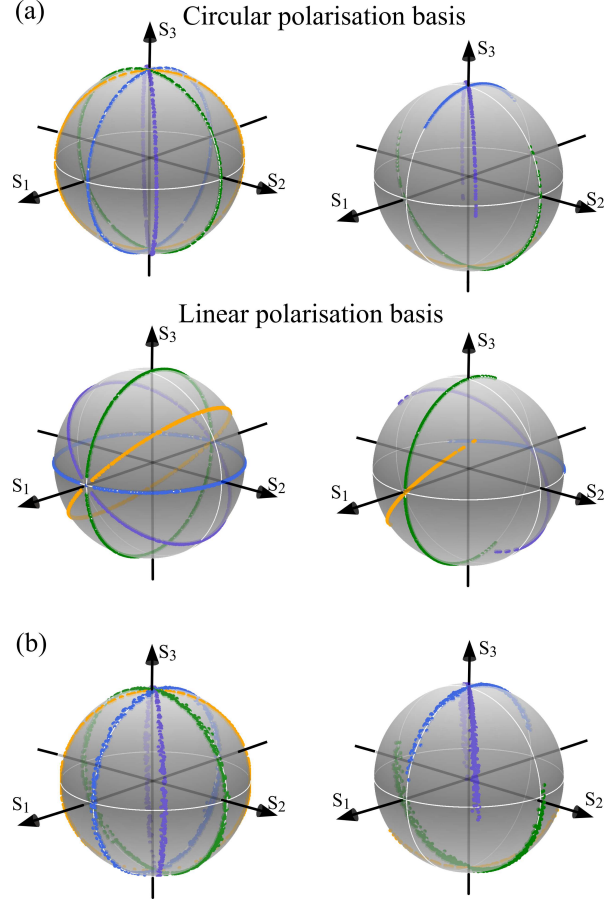 (a)
Circular polarisation basis
S3
S1
S2
S3
S1
S2
Linear polarisation basis
S3
S1
S2
S3
S1
S2
(b)
S3
S1
S2
S3
S1
S2